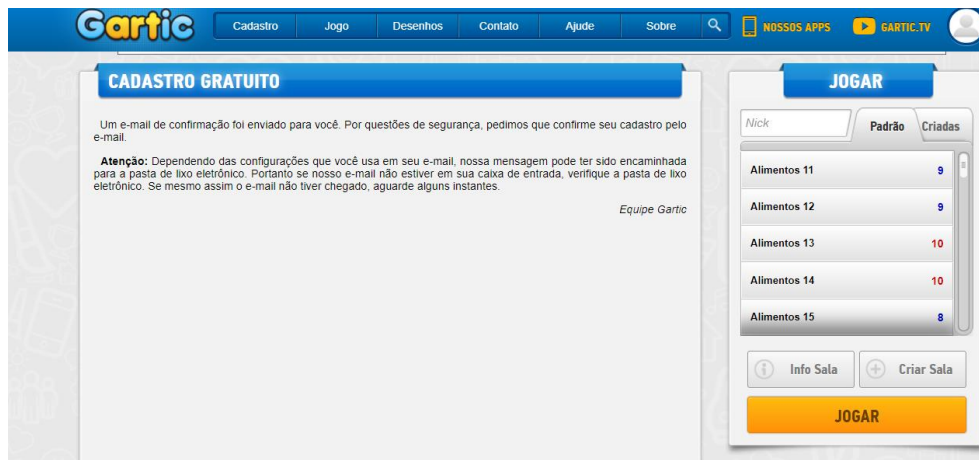 Gartic
Cadastro Jogo Desenhos Contato Ajude Sobre NOSSOS APPS GARTIC.TV
CADASTRO GRATUITO
Um e-mail de confirmação foi enviado para você. Por questões de segurança, pedimos que confirme seu cadastro pelo
e-mail.
Atenção: Dependendo das configurações que você usa em seu e-mail, nossa mensagem pode ter sido encaminhada
para a pasta de lixo eletrônico. Portanto se nosso e-mail não estiver em sua caixa de entrada, verifique a pasta de lixo
eletrônico. Se mesmo assim o e-mail não tiver chegado, aguarde alguns instantes.
Equipe Gartic
JOGAR
Nick Padrão Criadas
Alimentos 11 9
Alimentos 12 9
Alimentos 13 10
Alimentos 14 10
Alimentos 15 8
Info Sala Criar Sala
JOGAR